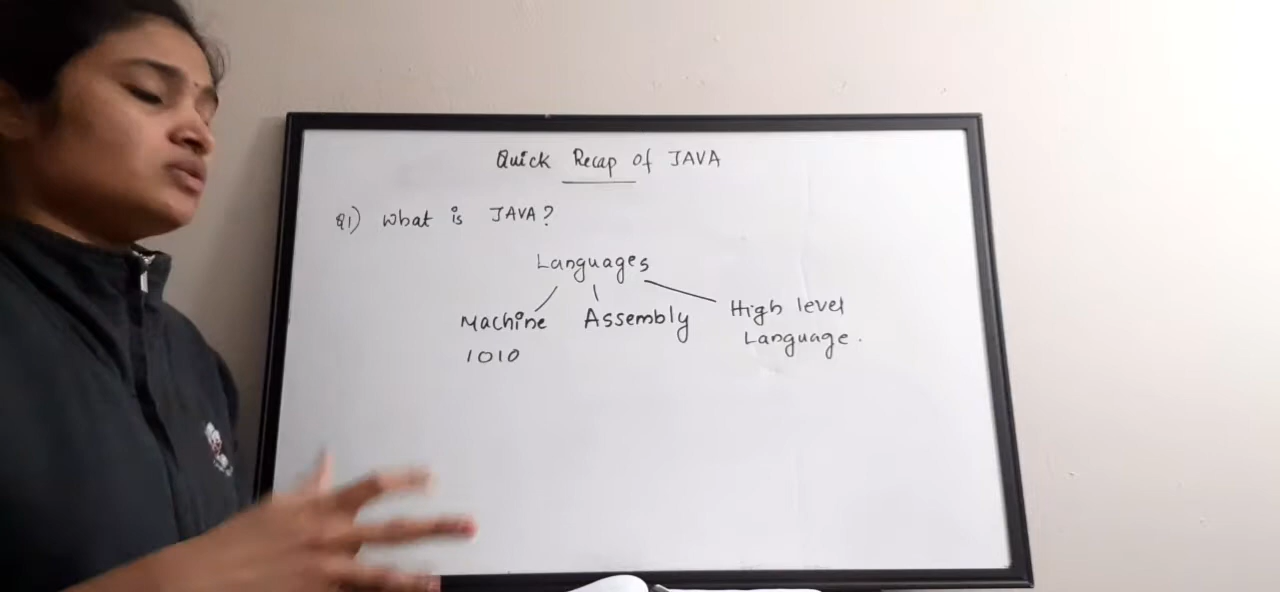 Quick Recap of JAVA
Q1) What is JAVA?
Languages
Machine Assembly High level
Language.
1010